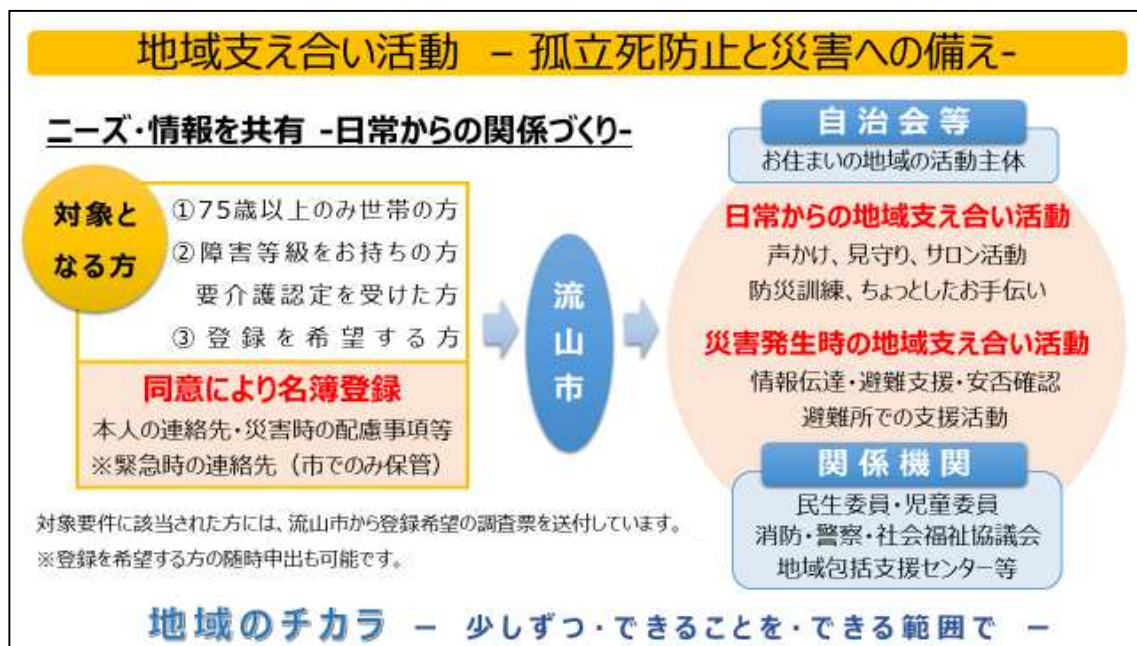 地域支え合い活動 － 孤立死防止と災害への備え-
ニーズ・情報を共有 -日常からの関係づくり-
対象と
なる方
①75歳以上のみ世帯の方
②障害等級をお持ちの方
要介護認定を受けた方
③登録を希望する方
同意により名簿登録
本人の連絡先・災害時の配慮事項等
※緊急時の連絡先（市でのみ保管）
対象要件に該当された方には、流山市から登録希望の調査票を送付しています。
※登録を希望する方の随時申出も可能です。
流山市
自治会等
お住まいの地域の活動主体
日常からの地域支え合い活動
声かけ、見守り、サロン活動
防災訓練、ちょっとしたお手伝い
災害発生時の地域支え合い活動
情報伝達・避難支援・安否確認
避難所での支援活動
関係機関
民生委員・児童委員
消防・警察・社会福祉協議会
地域包括支援センター等
地域のチカラ － 少しずつ・できることを・できる範囲で －